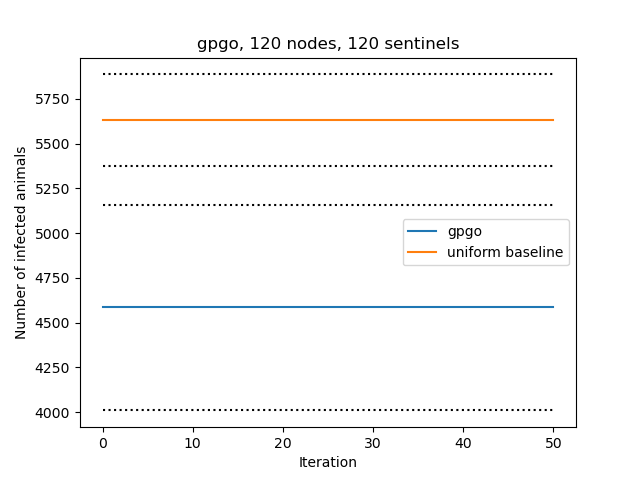 gpgo, 120 nodes, 120 sentinels
Number of infected animals
5750
5500
5250
5000
4750
4500
4250
4000
gpgo
uniform baseline
0 10 20 30 40 50
Iteration